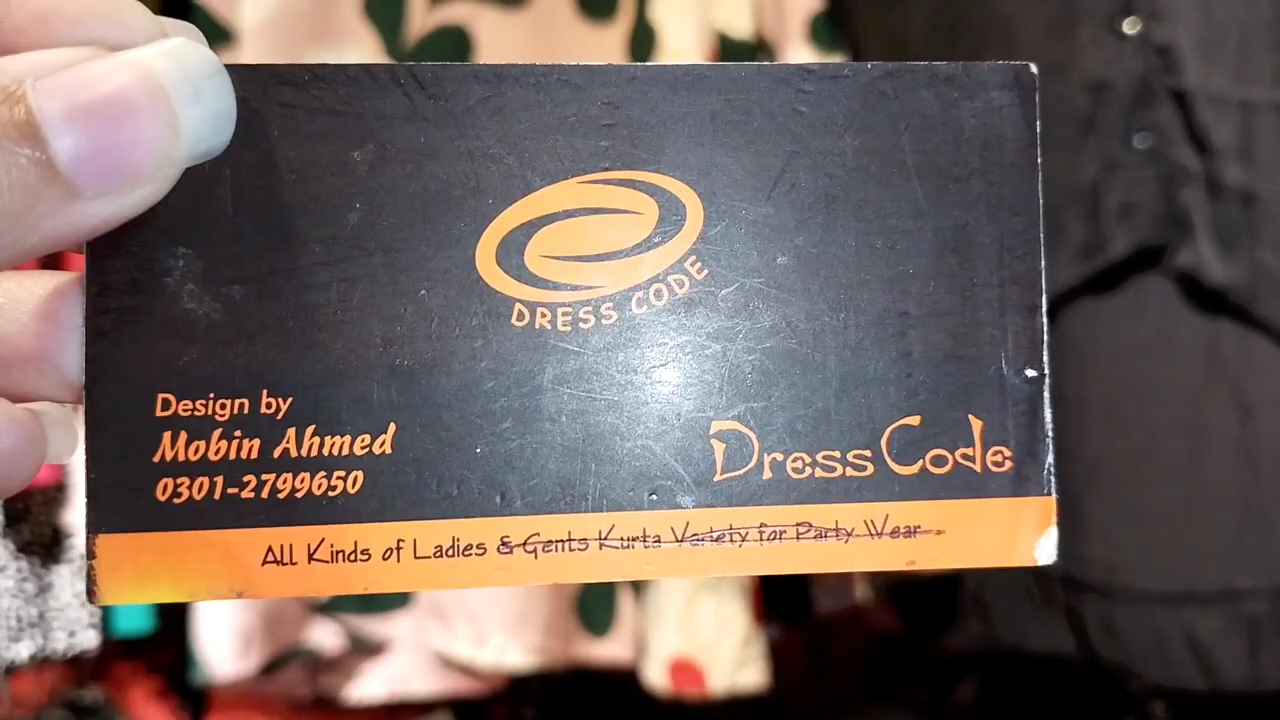 DRESS CODE
Design by
Mobin Ahmed
0301-2799650
Dress Code
All Kinds of Ladies & Gents Kurta Variety for Party Wear